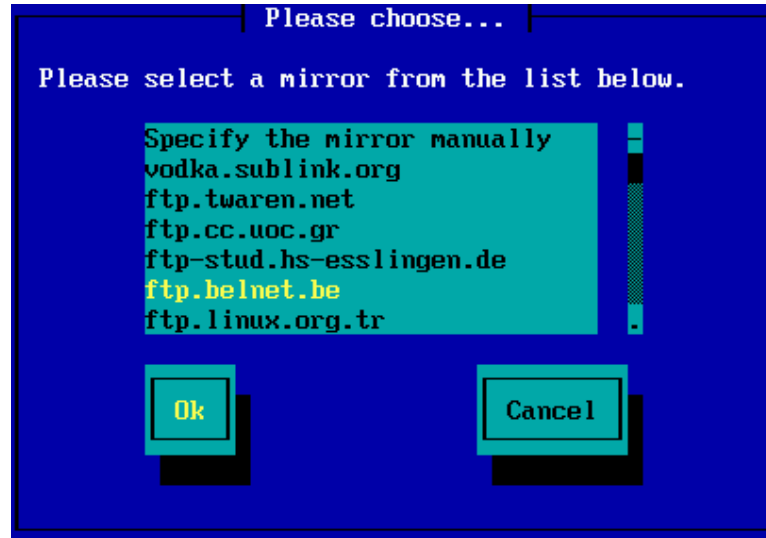 Please choose...
Please select a mirror from the list below.
Specify the mirror manually
vodka.sublink.org
ftp.twaren.net
ftp.cc.uoc.gr
ftp-stud.hs-esslingen.de
ftp.belnet.be
ftp.linux.org.tr
Ok Cancel